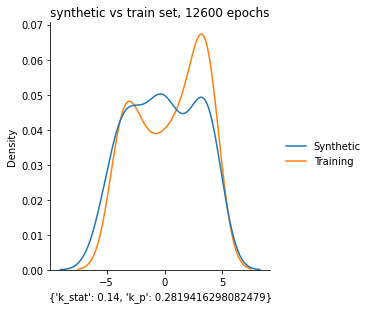 synthetic vs train set, 12600 epochs
0.07
0.06
0.05
0.04
0.03
0.02
0.01
0.00
Density
Synthetic
Training
−5
0
5
{'k_stat': 0.14, 'k_p': 0.2819416298082479}